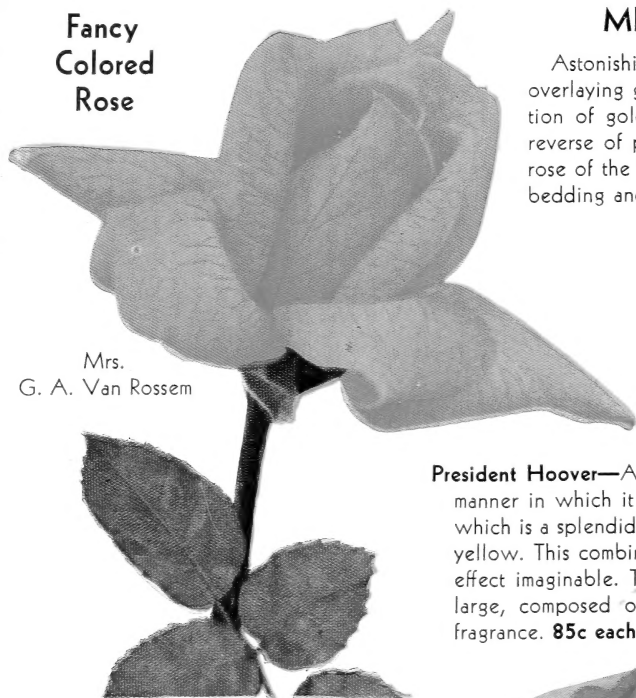 Fancy
Colored
Rose
Astonishi
overlaying g
tion of gol
reverse of p
rose of the
bedding an
Mrs.
G. A. Van Rossem
President Hoover—A
manner in which it
which is a splendid
yellow. This combin
effect imaginable. T
large, composed o
fragrance. 85c each